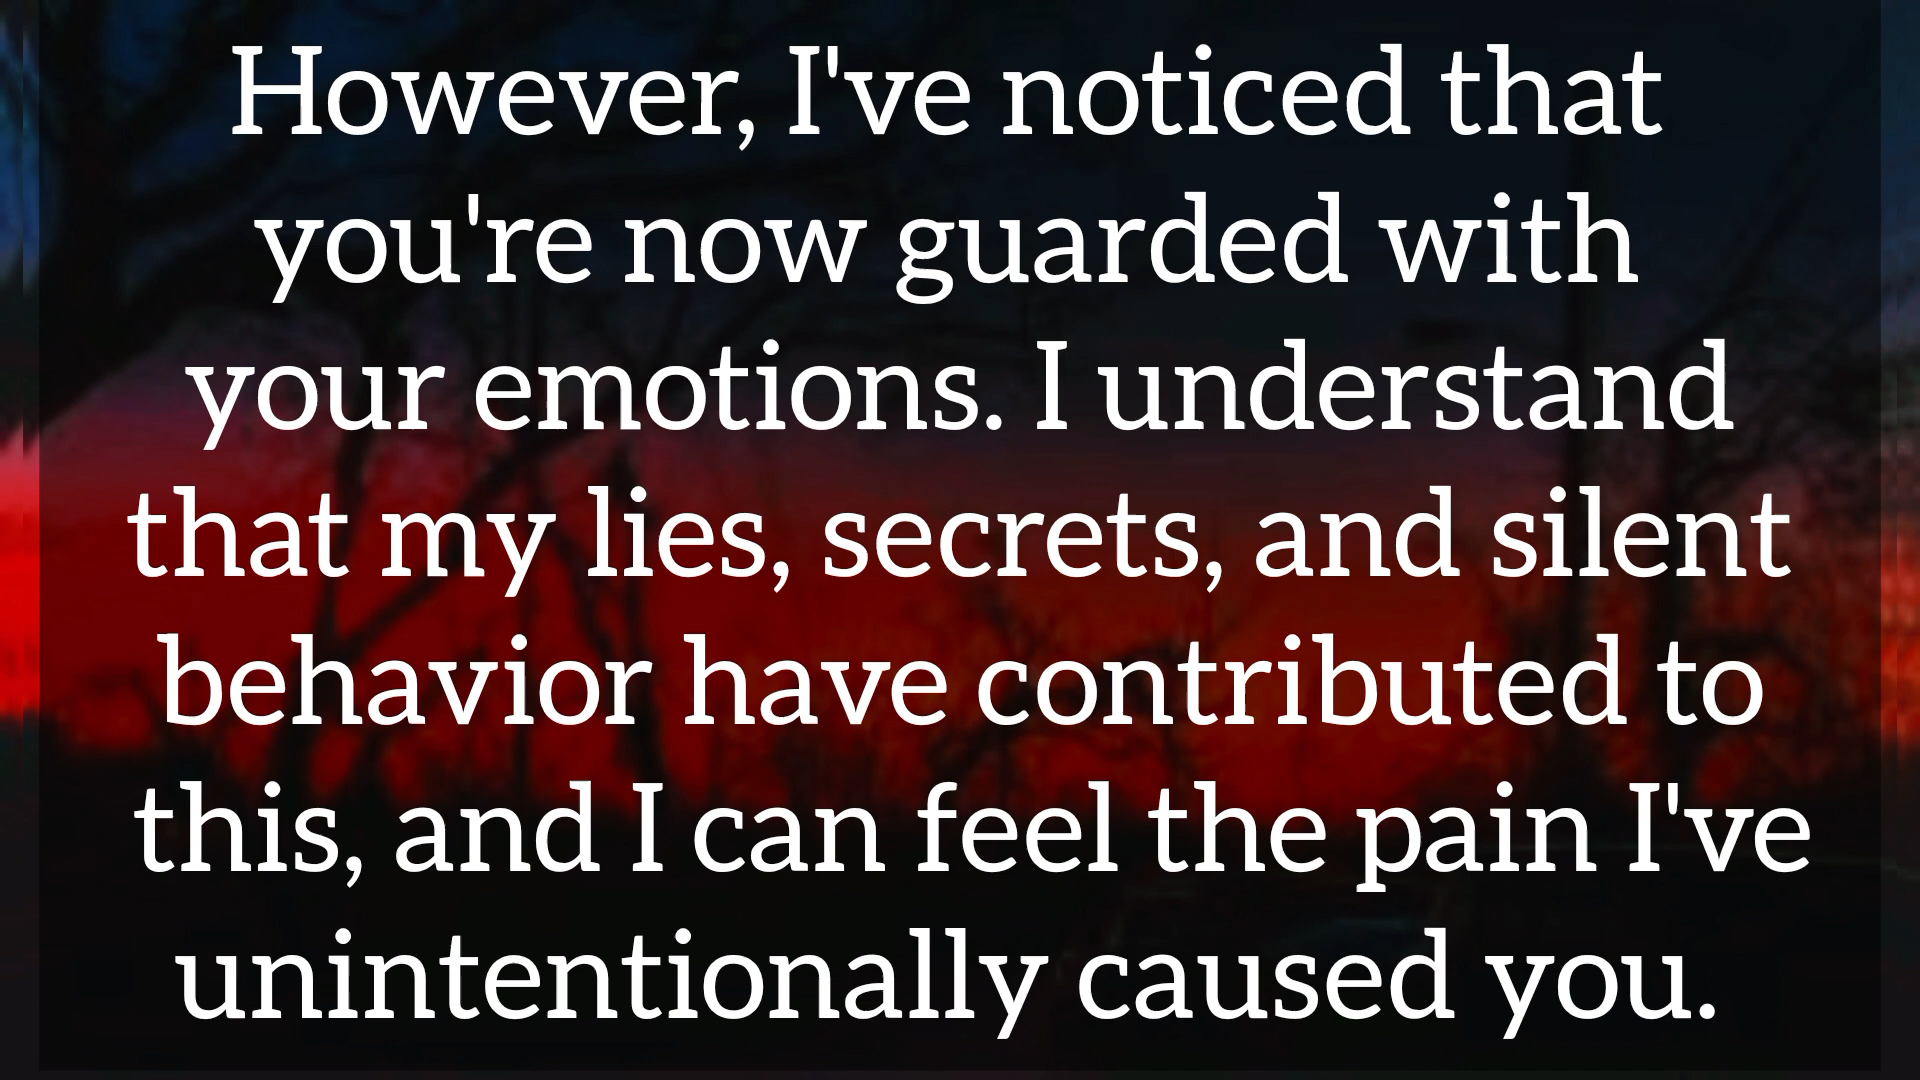 However, I've noticed that
you're now guarded with
your emotions. I understand
that my lies, secrets, and silent
behavior have contributed to
this, and I can feel the pain I've
unintentionally caused you.